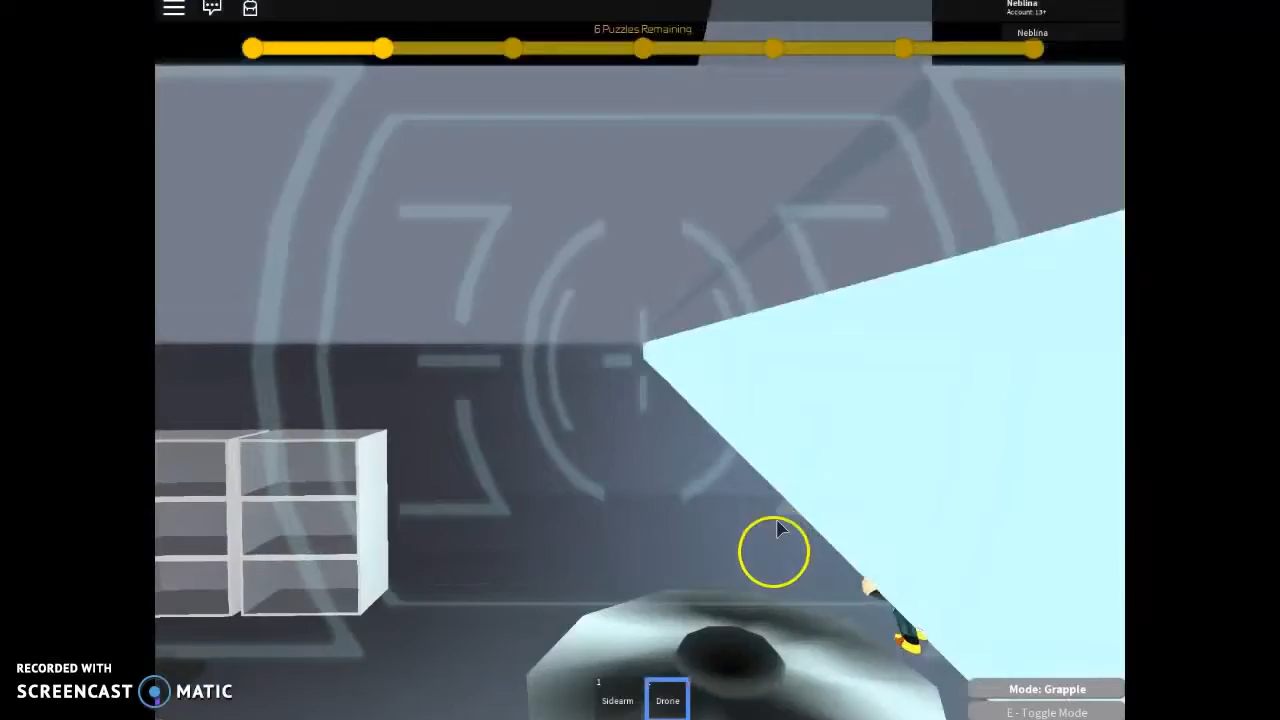 Neblina
Account: 13+
6 Puzzles Remaining
Neblina
RECORDED WITH
SCREENCAST MATIC
1
Sidearm
Drone
Mode: Grapple
E - Toggle Mode